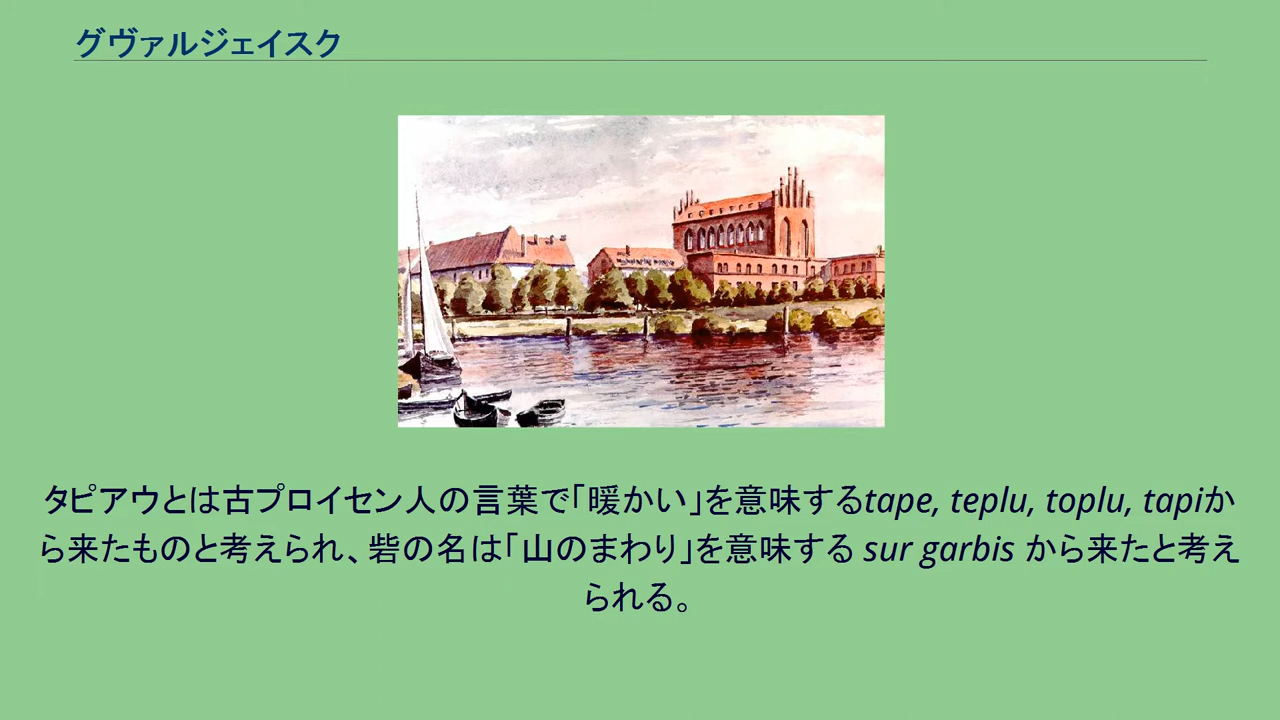 グヴァルジェイスク
タピアウとは古プロイセン人の言葉で「暖かい」を意味するtape, teplu, toplu, tapiか
ら来たものと考えられ、砦の名は「山のまわり」を意味する sur garbis から来たと考え
られる。